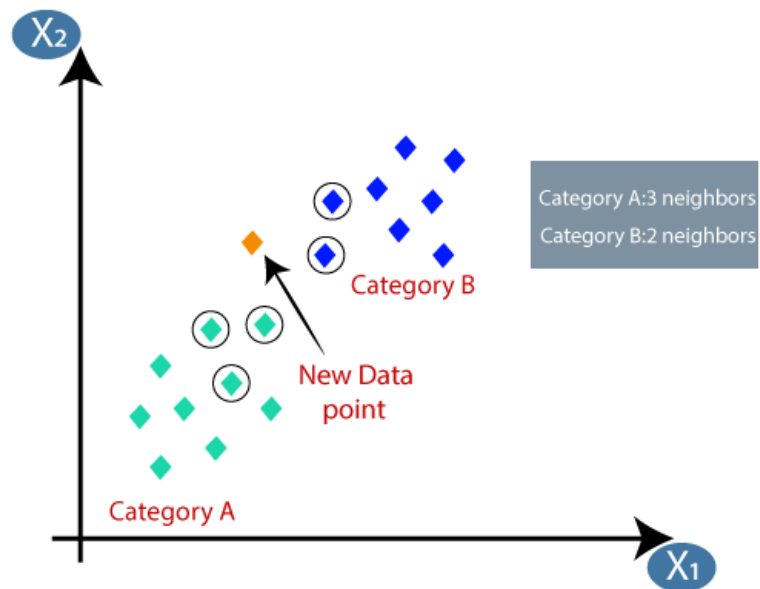 X2
Category A:3 neighbors
Category B:2 neighbors
Category B
New Data
point
Category A
X1